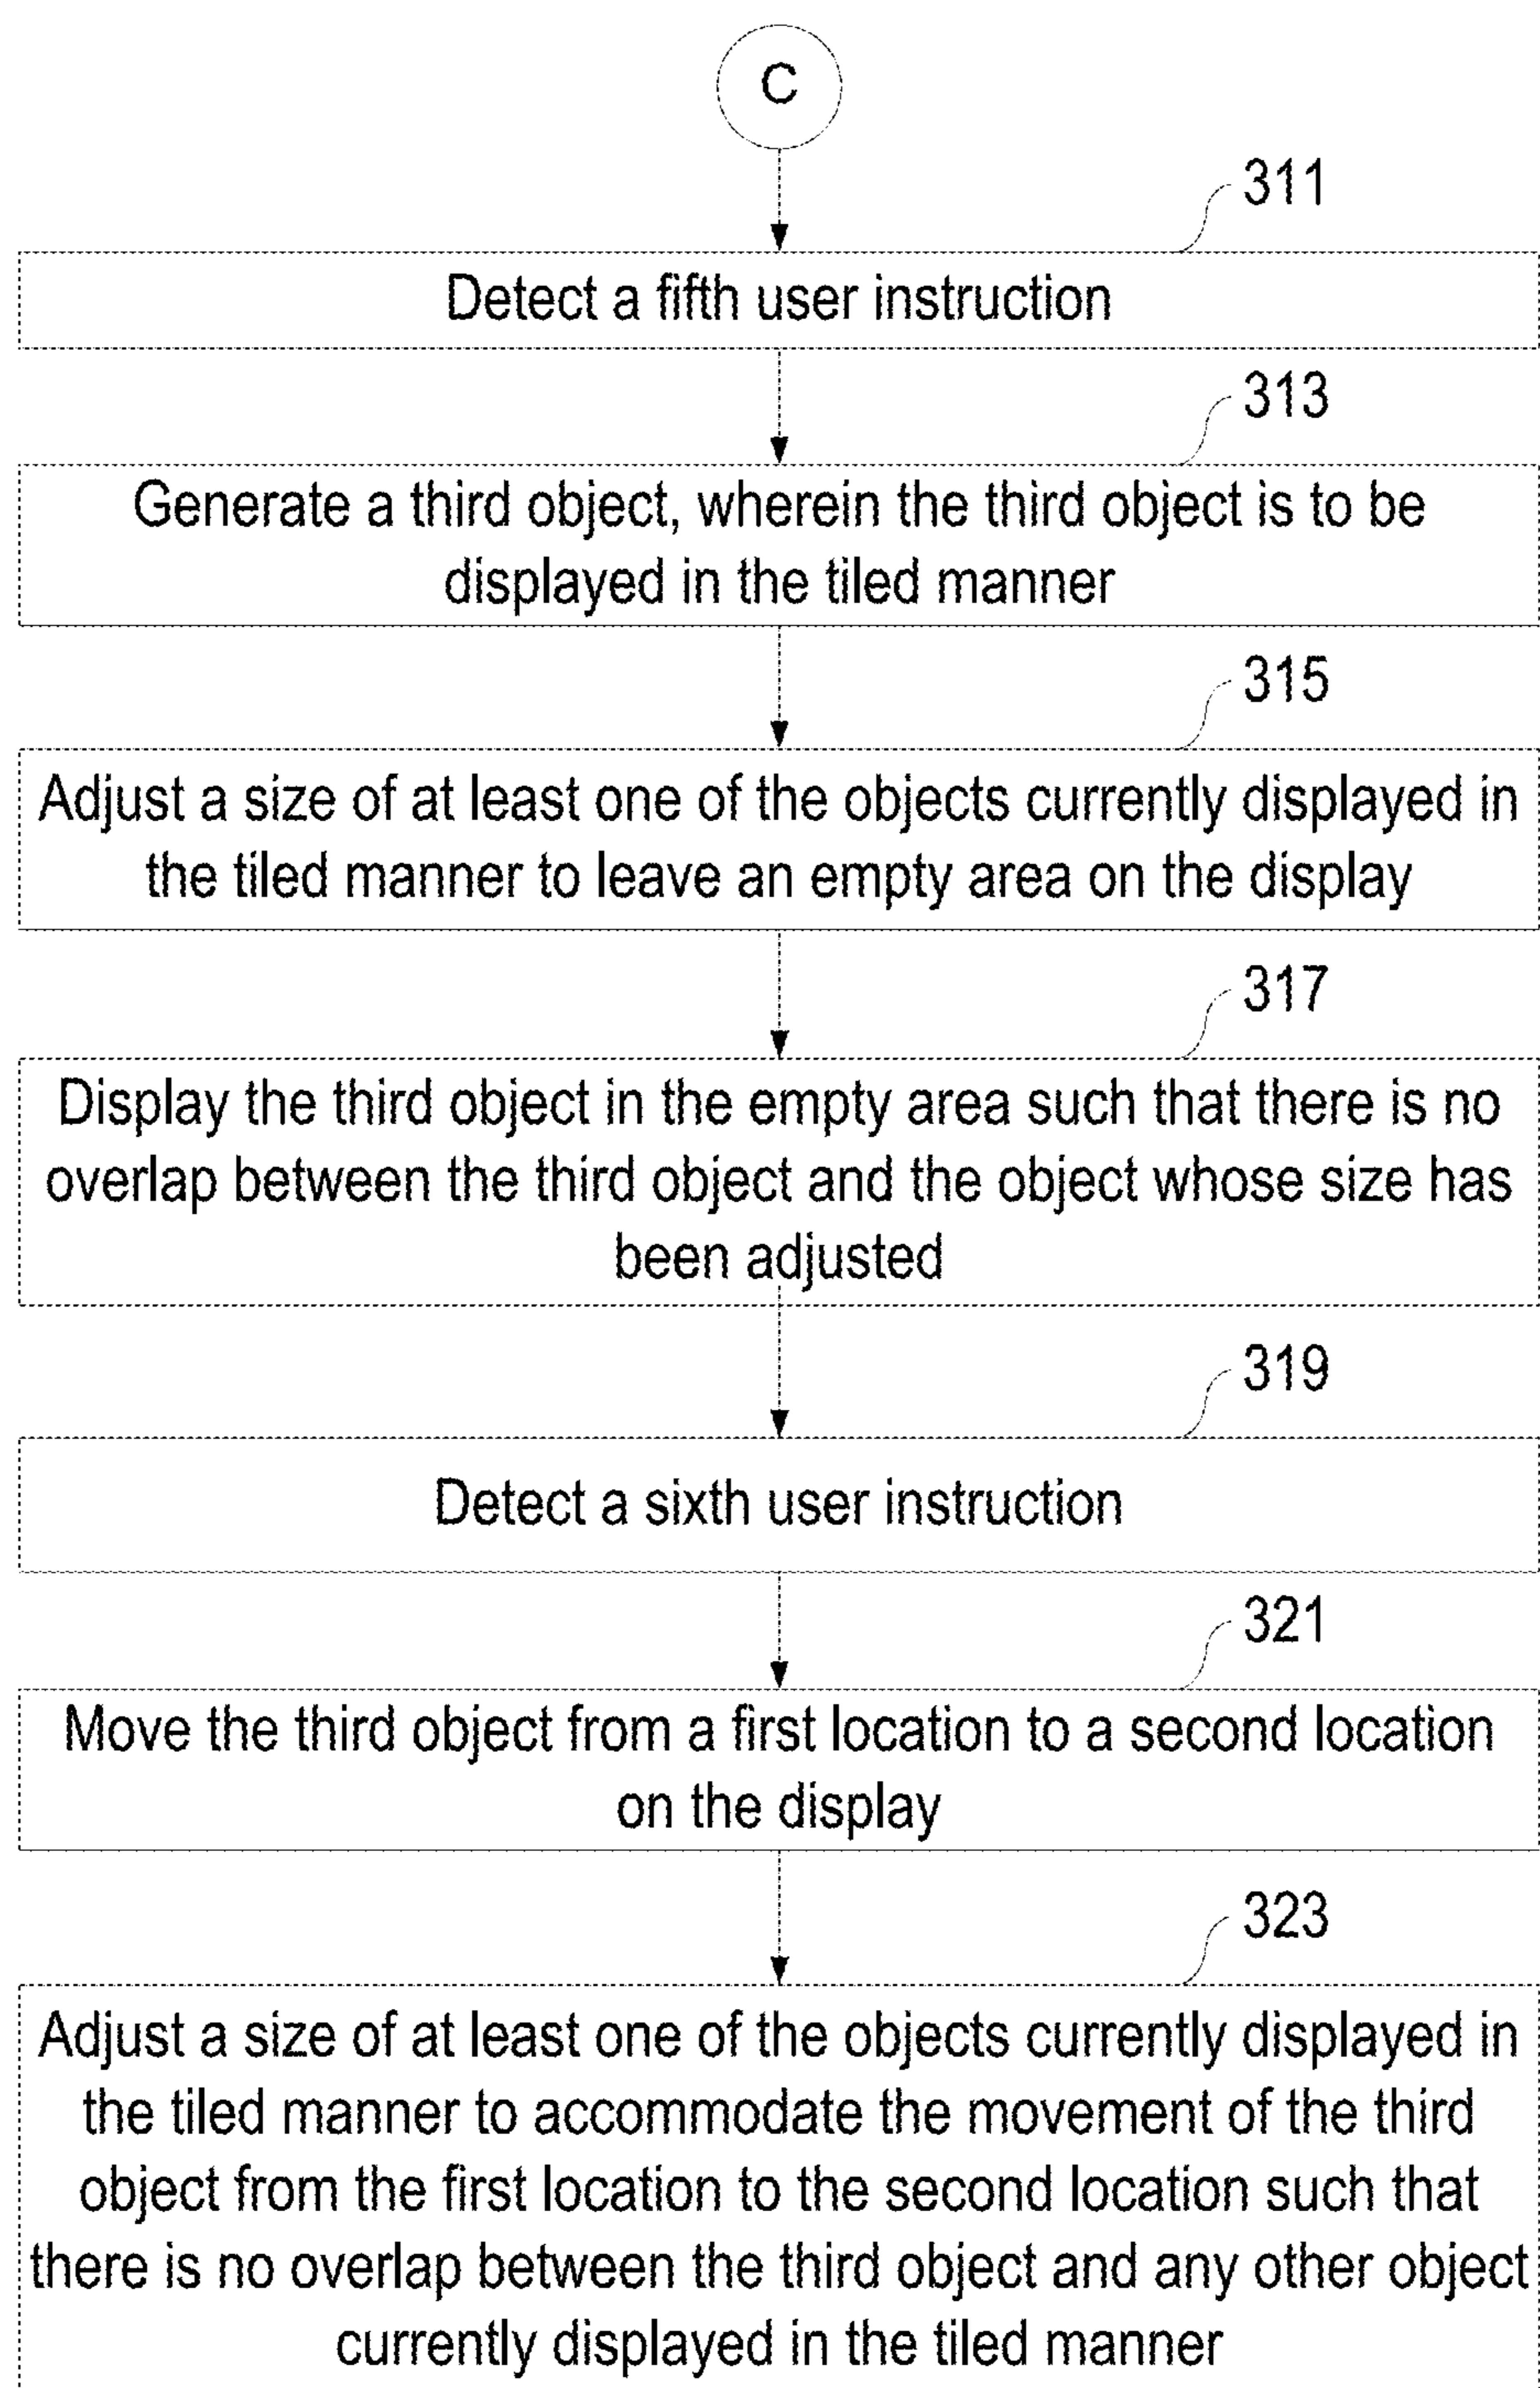 C
311
Detect a fifth user instruction
313
Generate a third object, wherein the third object is to be
displayed in the tiled manner
315
Adjust a size of at least one of the objects currently displayed in
the tiled manner to leave an empty area on the display
317
Display the third object in the empty area such that there is no
overlap between the third object and the object whose size has
been adjusted
319
Detect a sixth user instruction
321
Move the third object from a first location to a second location
on the display
323
Adjust a size of at least one of the objects currently displayed in
the tiled manner to accommodate the movement of the third
object from the first location to the second location such that
there is no overlap between the third object and any other object
currently displayed in the tiled manner